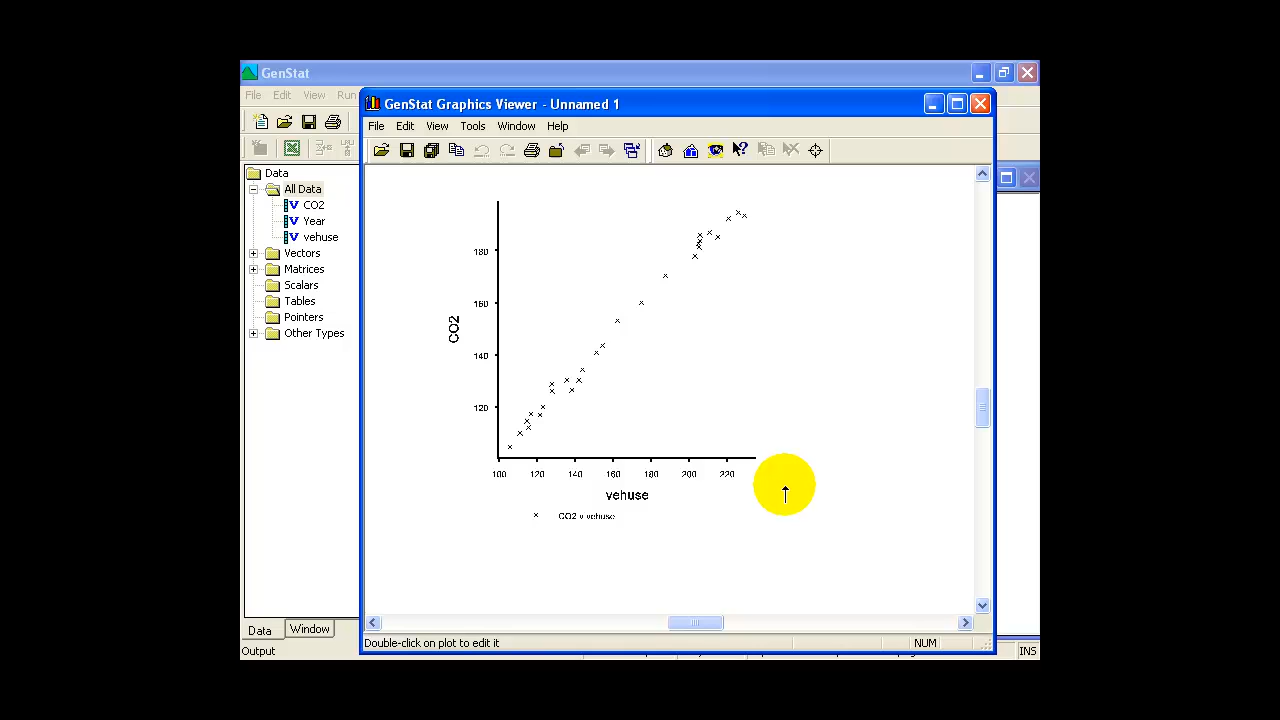 GenStat
File Edit View Run
GenStat Graphics Viewer - Unnamed 1
File Edit View Tools Window Help
Data
All Data
CO2
Year
vehuse
Vectors
Matrices
Scalars
Tables
Pointers
Other Types
CO2
180
160
140
120
100 120 140 160 180 200 220
vehuse
CO2 v vehuse
Data Window
Double-click on plot to edit it NUM
Output INS